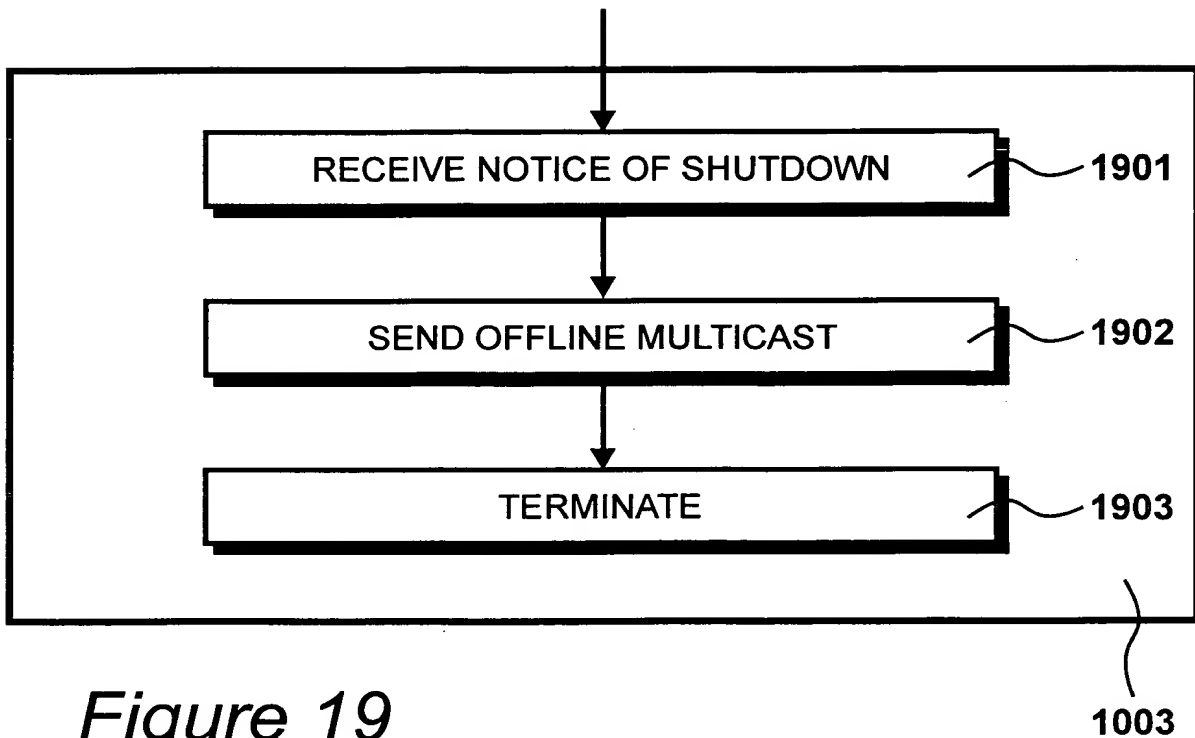 RECEIVE NOTICE OF SHUTDOWN
1901
SEND OFFLINE MULTICAST
1902
TERMINATE
1903
1003
Figure 19